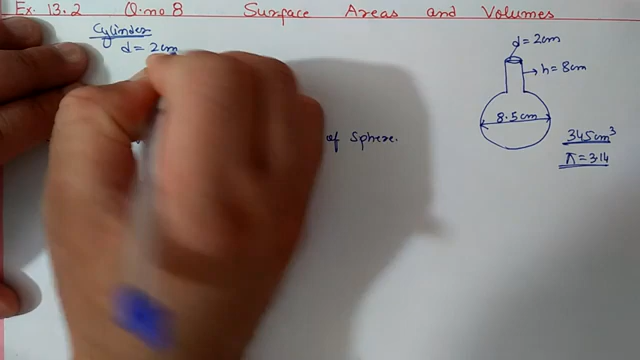 Ex. 13.2 Q.no 8 Surface Areas and Volumes
Cylinder
d = 2cm
of Sphere.
d = 2cm
h = 8cm
8.5cm
345cm³
π = 3.14